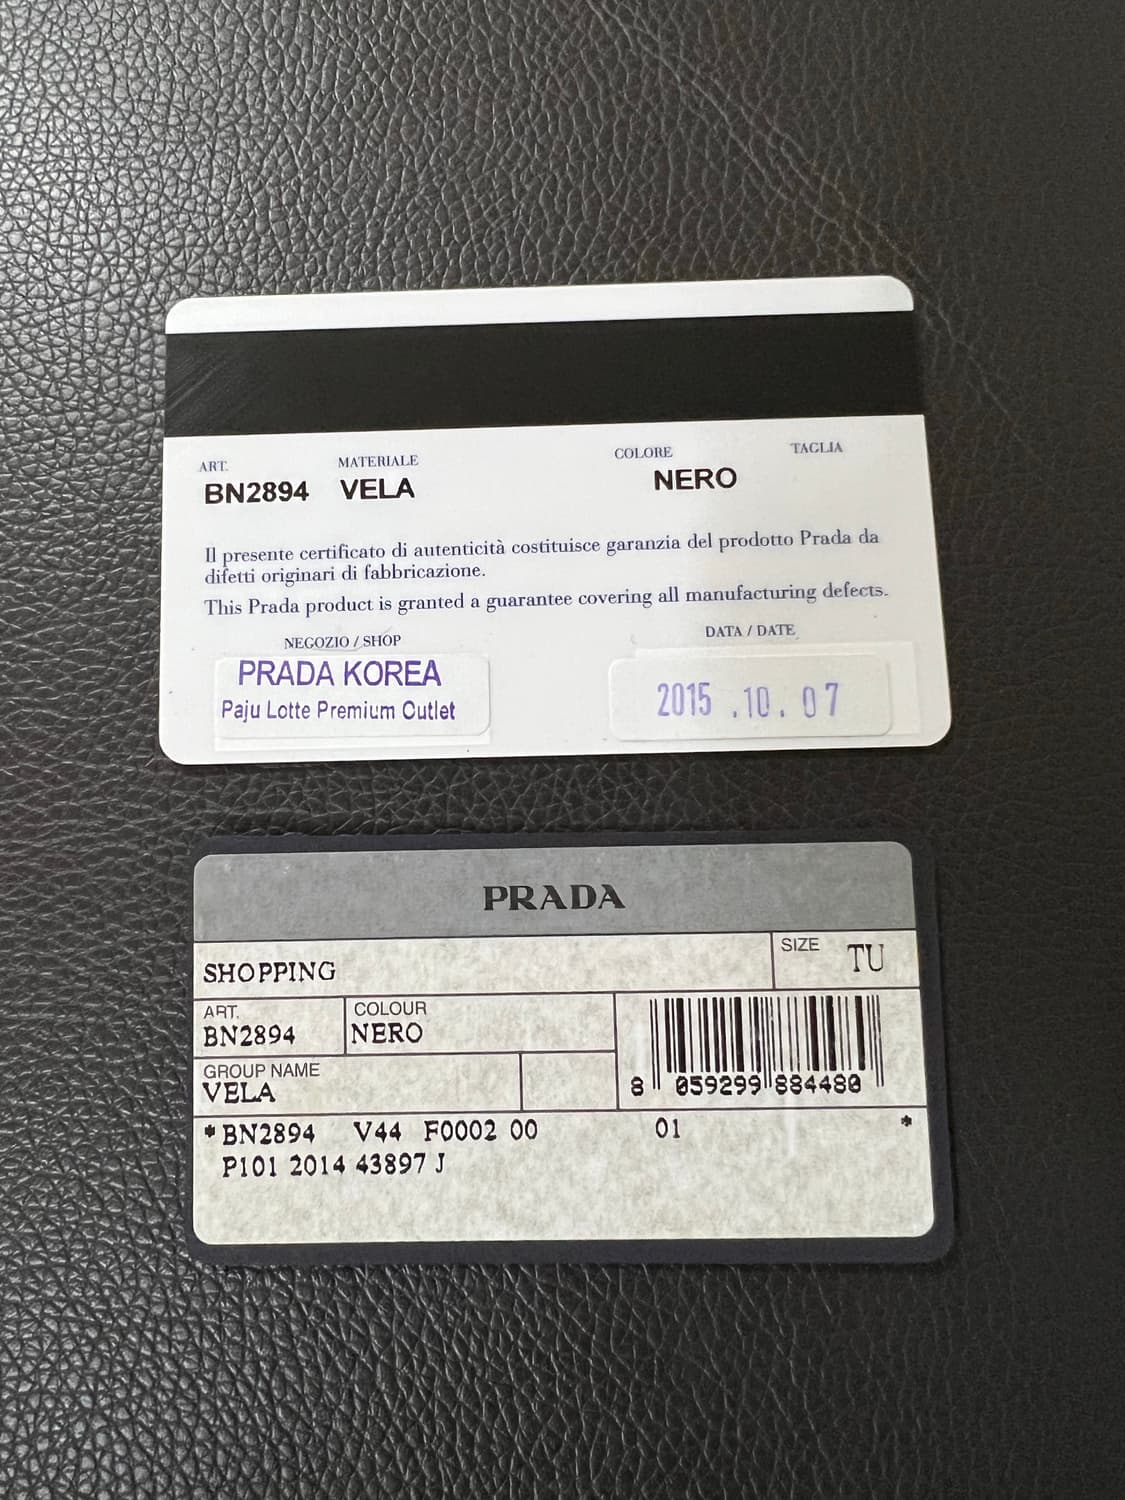 ART. MATERIALE COLORE TAGLIA
BN2894 VELA NERO
Il presente certificato di autenticità costituisce garanzia del prodotto Prada da
difetti originari di fabbricazione.
This Prada product is granted a guarantee covering all manufacturing defects.
NEGOZIO / SHOP DATA / DATE
PRADA KOREA
Paju Lotte Premium Outlet
2015 .10. 07
PRADA
SHOPPING
SIZE TU
ART. COLOUR
BN2894 NERO
GROUP NAME
VELA
8 059299 884480
*BN2894 V44 F0002 00 01 *
P101 2014 43897 J